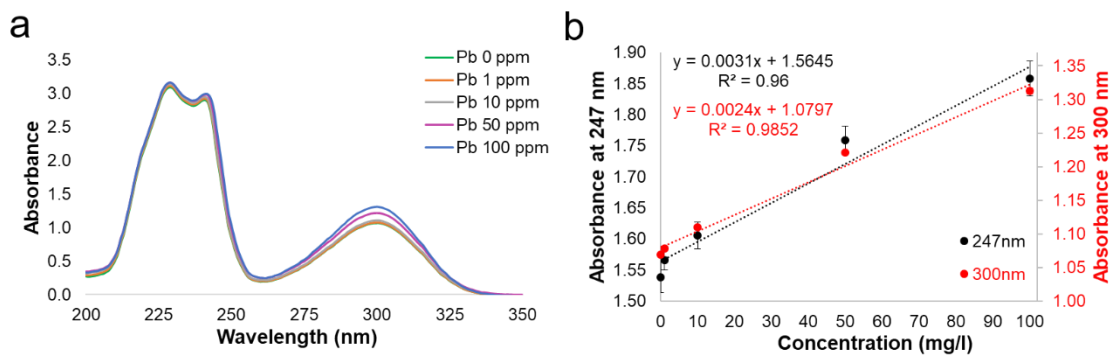 a
3.5
3.0
2.5
2.0
1.5
1.0
0.5
0.0
Absorbance
200
225
250
275
300
325
350
Wavelength (nm)
Pb 0 ppm
Pb 1 ppm
Pb 10 ppm
Pb 50 ppm
Pb 100 ppm
b
1.90
1.85
1.80
1.75
1.70
1.65
1.60
1.55
1.50
Absorbance at 247 nm
y = 0.0031x + 1.5645
R² = 0.96
y = 0.0024x + 1.0797
R² = 0.9852
247nm
300nm
0
10
20
30
40
50
60
70
80
90
100
Concentration (mg/l)
1.35
1.30
1.25
1.20
1.15
1.10
1.05
1.00
Absorbance at 300 nm